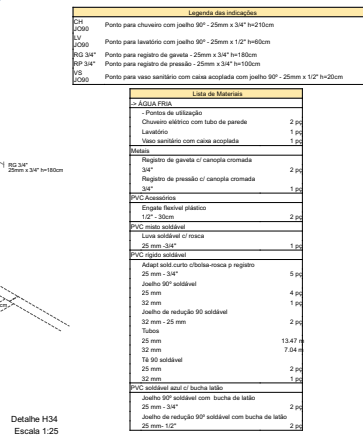 Legenda das indicações
CH
JO90 Ponto para chuveiro com joelho 90º - 25mm x 3/4" h=210cm
LV
JO90 Ponto para lavatório com joelho 90º - 25mm x 1/2" h=60cm
RG 3/4" Ponto para registro de gaveta - 25mm x 3/4" h=180cm
RP 3/4" Ponto para registro de pressão - 25mm x 3/4" h=100cm
VS
JO90 Ponto para vaso sanitário com caixa acoplada com joelho 90º - 25mm x 1/2" h=20cm
Lista de Materiais
-> ÁGUA FRIA
- Pontos de utilização
Chuveiro elétrico com tubo de parede 2 pç
Lavatório 1 pç
Vaso sanitário com caixa acoplada 1 pç
Metais
Registro de gaveta c/ canopla cromada
3/4" 2 pç
Registro de pressão c/ canopla cromada
3/4" 1 pç
PVC Acessórios
Engate flexível plástico
1/2" - 30cm 2 pç
PVC misto soldável
Luva soldável c/ rosca
25 mm -3/4" 1 pç
PVC rígido soldável
Adapt sold.curto c/bolsa-rosca p registro
25 mm - 3/4" 5 pç
Joelho 90º soldável
25 mm 4 pç
32 mm 1 pç
Joelho de redução 90 soldável
32 mm - 25 mm 2 pç
Tubos
25 mm 13.47 m
32 mm 7.04 m
Tê 90 soldável
25 mm 2 pç
32 mm 1 pç
PVC soldável azul c/ bucha latão
Joelho 90º soldável com bucha de latão
25 mm - 3/4" 2 pç
Joelho de redução 90º soldável com bucha de latão
25 mm- 1/2" 2 pç
RG 3/4"
25mm x 3/4" h=180cm
cm
Detalhe H34
Escala 1:25